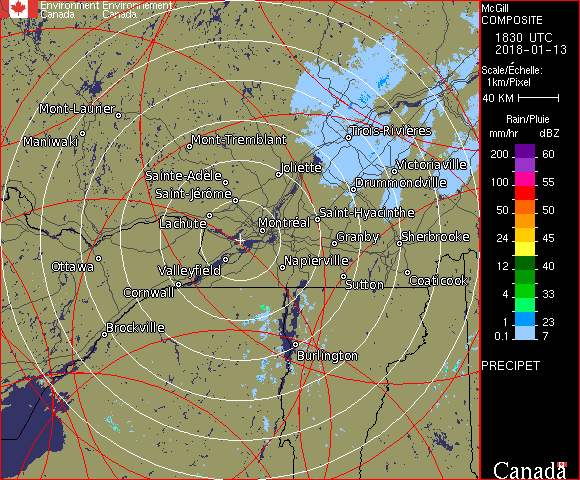 Environment Environnement
Canada Canada
McGill
COMPOSITE
1830 UTC
2018-01-13
Scale/Échelle:
1km/Pixel
40 KM
Rain/Pluie
mm/hr dBZ
200 60
100 55
50 50
24 45
12 40
4 33
1 23
0.1 7
PRECIPET
Canada
Mont-Laurier
Maniwaki
Mont-Tremblant
Trois-Rivières
Joliette
Victoriaville
Sainte-Adèle
Drummondville
Saint-Jérôme
Saint-Hyacinthe
Lachute
Montréal
Granby
Sherbrooke
Ottawa
Valleyfield
Napierville
Sutton
Coaticook
Cornwall
Brockville
Burlington